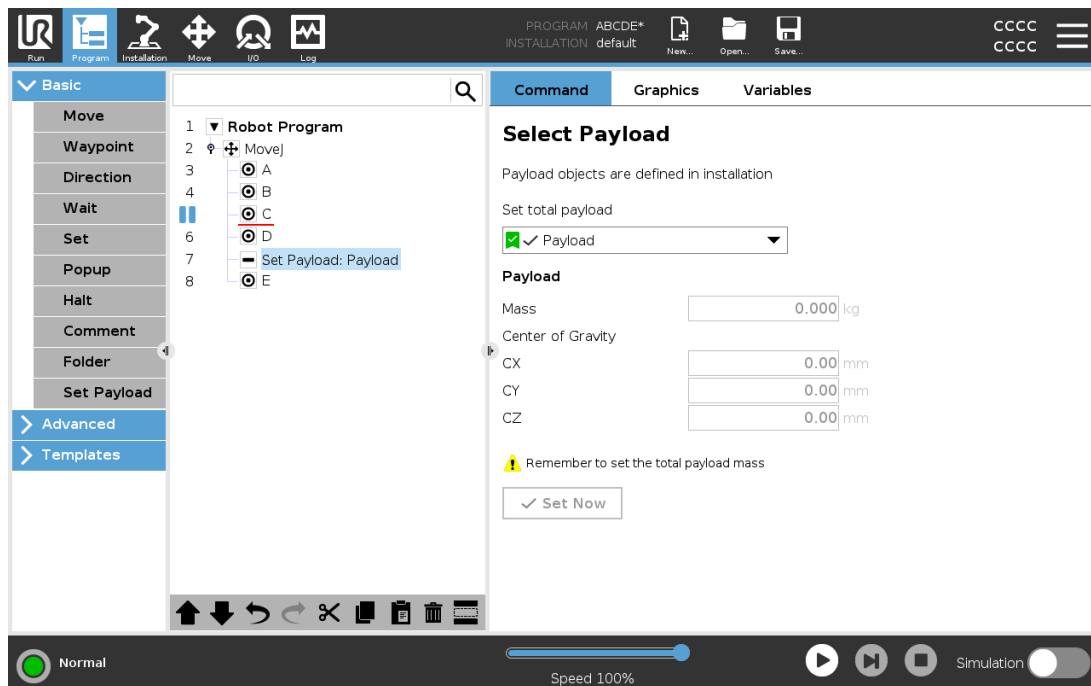 PROGRAM ABCDE*
INSTALLATION default
CCCC
CCCC
Run Program Installation Move I/O Log New... Open... Save...
Basic
Move
Waypoint
Direction
Wait
Set
Popup
Halt
Comment
Folder
Set Payload
Advanced
Templates
1 Robot Program
2 MoveJ
3 A
4 B
C
6 D
7 Set Payload: Payload
8 E
Command Graphics Variables
Select Payload
Payload objects are defined in installation
Set total payload
Payload
Payload
Mass 0.000 kg
Center of Gravity
CX 0.00 mm
CY 0.00 mm
CZ 0.00 mm
Remember to set the total payload mass
Set Now
Normal
Speed 100%
Simulation